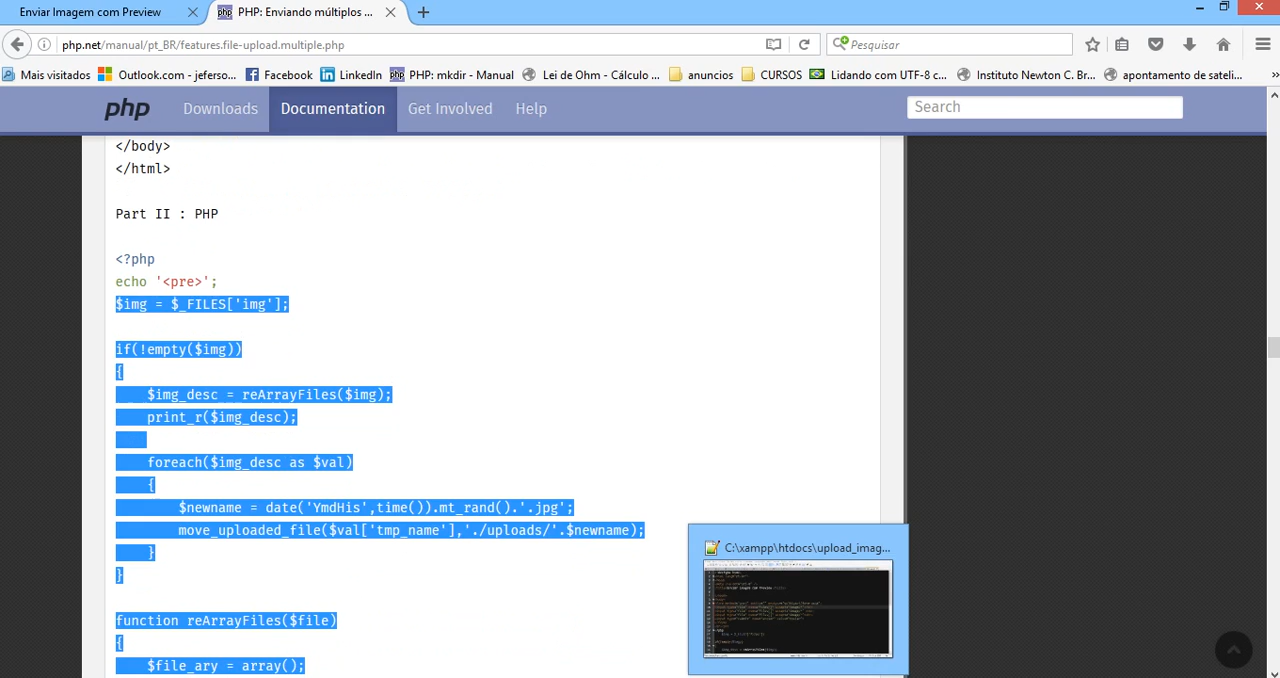 Enviar Imagem com Preview
php PHP: Enviando múltiplos ...
php.net/manual/pt_BR/features.file-upload.multiple.php
Pesquisar
Mais visitados Outlook.com - jeferso... Facebook LinkedIn php PHP: mkdir - Manual Lei de Ohm - Cálculo ... anuncios CURSOS Lidando com UTF-8 c... Instituto Newton C. Br... apontamento de sateli...
php Downloads Documentation Get Involved Help Search
</body>
</html>
Part II : PHP
<?php
echo '<pre>';
$img = $_FILES['img'];
if(!empty($img))
{
$img_desc = reArrayFiles($img);
print_r($img_desc);
foreach($img_desc as $val)
{
$newname = date('YmdHis',time()).mt_rand().'.jpg';
move_uploaded_file($val['tmp_name'],'./uploads/'.$newname);
}
}
C:\xampp\htdocs\upload_imag...
function reArrayFiles($file)
{
$file_ary = array();